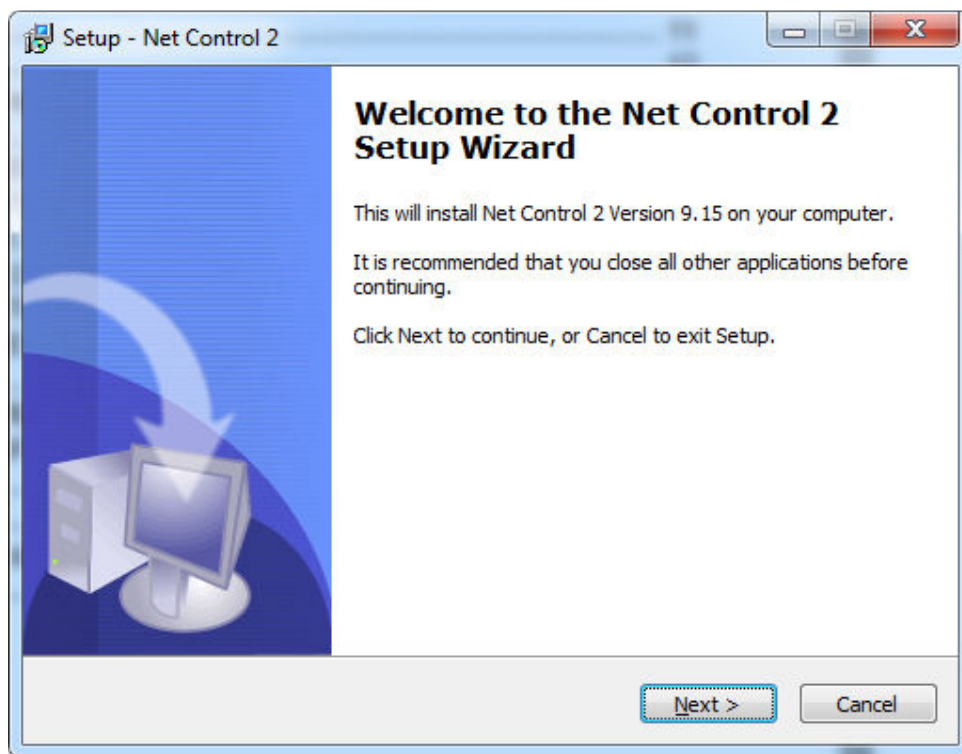 Setup - Net Control 2
Welcome to the Net Control 2
Setup Wizard
This will install Net Control 2 Version 9.15 on your computer.
It is recommended that you close all other applications before
continuing.
Click Next to continue, or Cancel to exit Setup.
Next >
Cancel